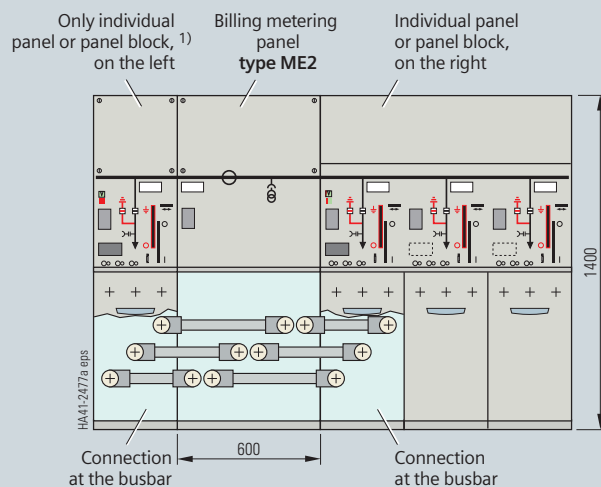 Only individual
panel or panel block, 1)
on the left
Billing metering
panel
type ME2
Individual panel
or panel block,
on the right
1400
HA41-2477a eps
600
Connection
at the busbar
Connection
at the busbar